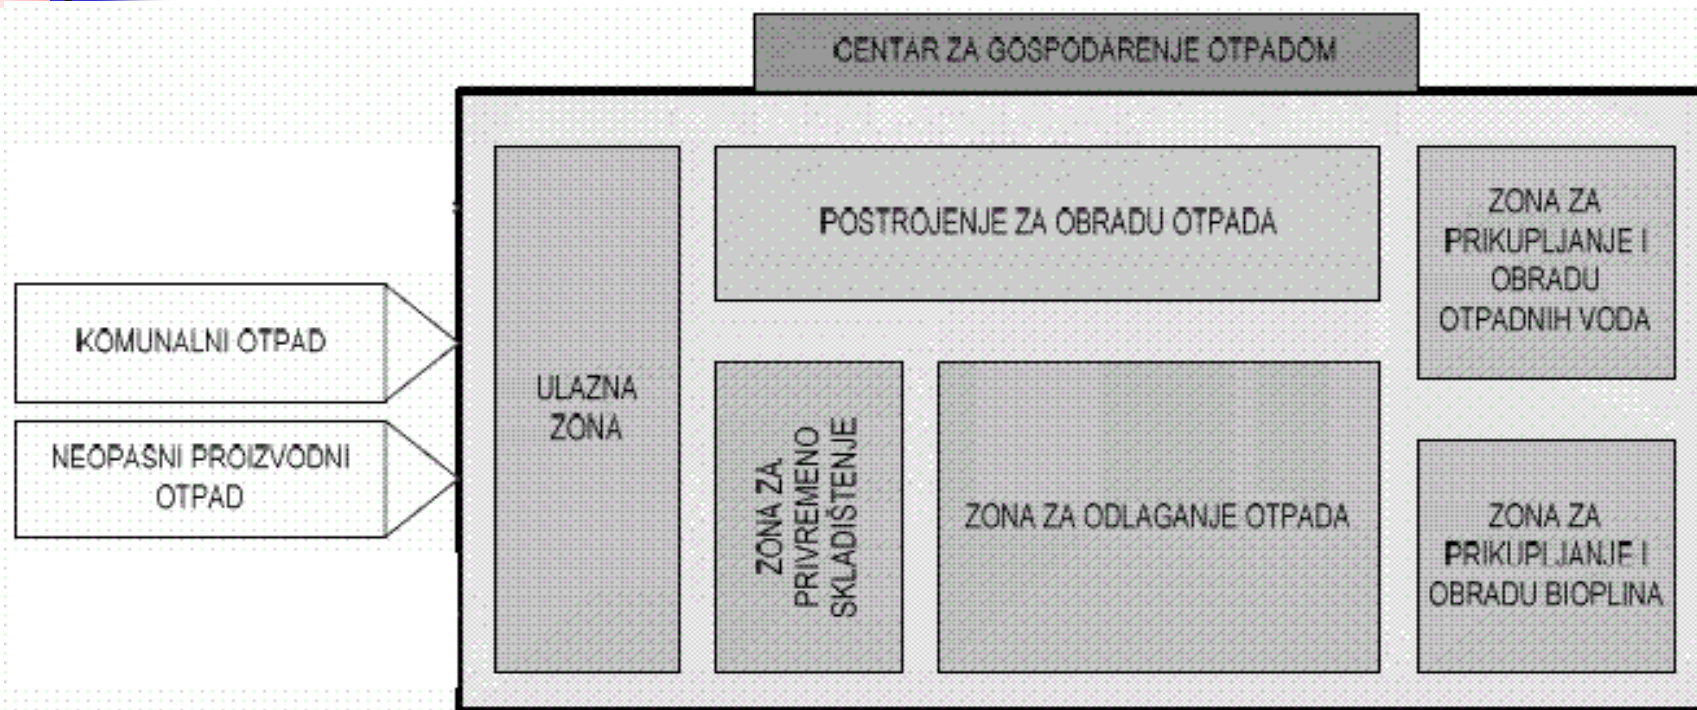 CENTAR ZA GOSPODARENJE OTPADOM
KOMUNALNI OTPAD
NEOPASNI PROIZVODNI
OTPAD
ULAZNA
ZONA
POSTROJENJE ZA OBRADU OTPADA
ZONA ZA
PRIVREMENO
SKLADIŠTENJE
ZONA ZA ODLAGANJE OTPADA
ZONA ZA
PRIKUPLJANJE I
OBRADU
OTPADNIH VODA
ZONA ZA
PRIKUPLJANJE I
OBRADU BIOPLINA